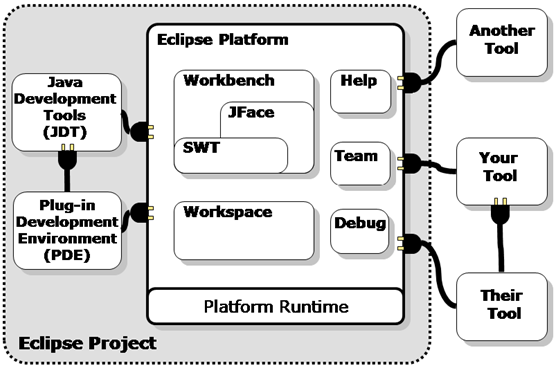 Eclipse Platform
Another
Tool
Workbench
Help
Java
Development
Tools
(JDT)
JFace
SWT
Team
Your
Tool
Plug-in
Development
Environment
(PDE)
Workspace
Debug
Their
Tool
Platform Runtime
Eclipse Project